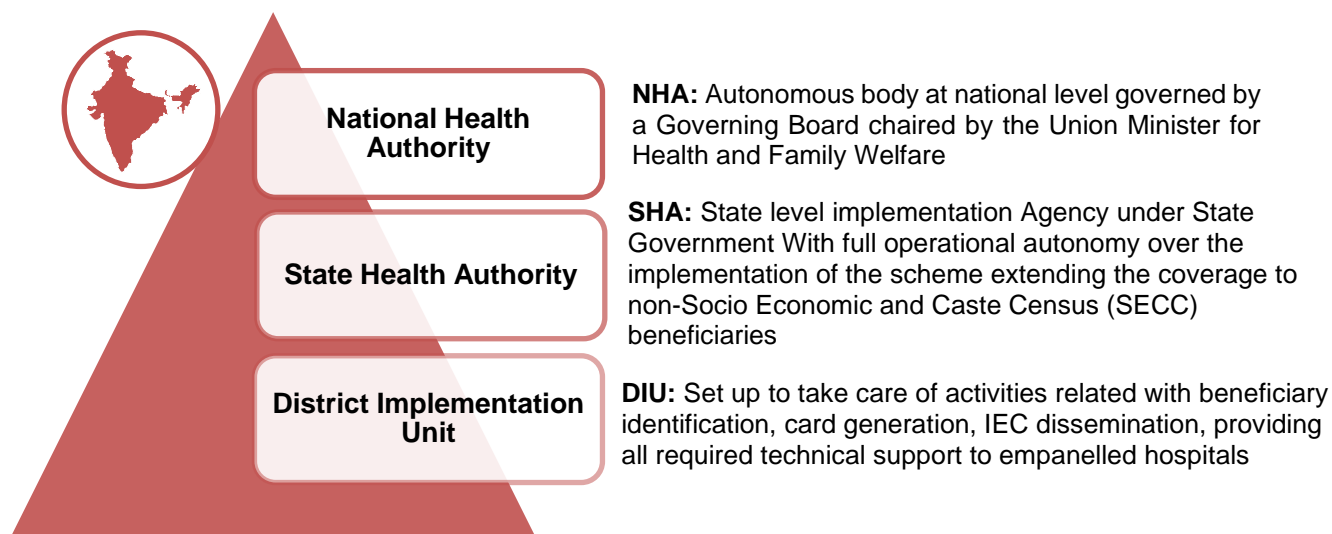 National Health
Authority
NHA: Autonomous body at national level governed by
a Governing Board chaired by the Union Minister for
Health and Family Welfare
State Health Authority
SHA: State level implementation Agency under State
Government With full operational autonomy over the
implementation of the scheme extending the coverage to
non-Socio Economic and Caste Census (SECC)
beneficiaries
District Implementation
Unit
DIU: Set up to take care of activities related with beneficiary
identification, card generation, IEC dissemination, providing
all required technical support to empanelled hospitals